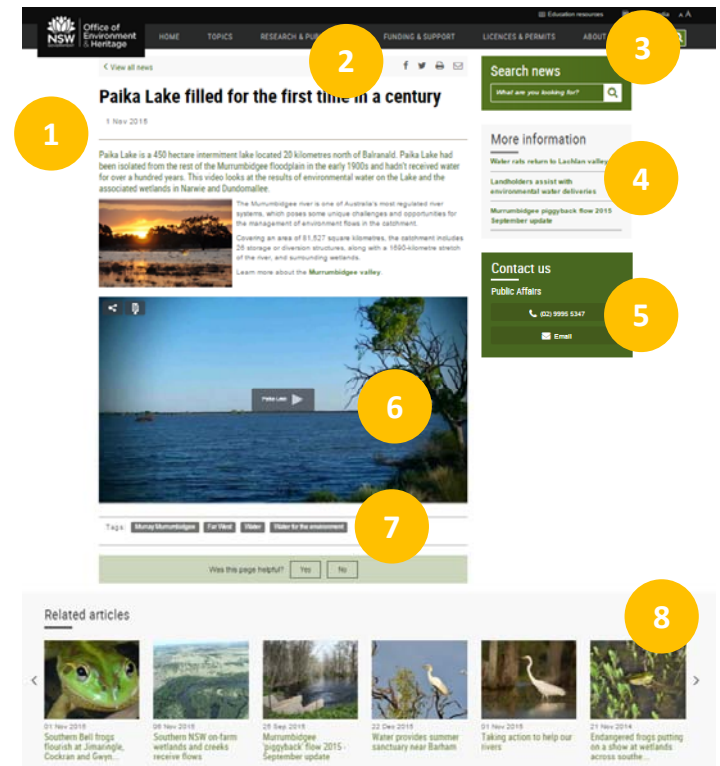 Education resources
A A
Office of
Environment
& Heritage
NSW
HOME TOPICS RESEARCH & FUNDING & SUPPORT LICENCES & PERMITS ABOUT
2
3
View all news
Search news
What are you looking for?
Paika Lake filled for the first time in a century
1
1 Nov 2015
More information
Water rats return to Lachlan valley
Landholders assist with
environmental water deliveries
4
Murrumbidgee piggyback flow 2015
September update
Paika Lake is a 450 hectare intermittent lake located 20 kilometres north of Balranald. Paika Lake had
been isolated from the rest of the Murrumbidgee floodplain in the early 1900s and hadn't received water
for over a hundred years. This video looks at the results of environmental water on the Lake and the
associated wetlands in Narwie and Dundomallee.
The Murrumbidgee river is one of Australia's most regulated river
systems, which poses some unique challenges and opportunities for
the management of environment flows in the catchment.
Covering an area of 81,527 square kilometres, the catchment includes
26 storage or diversion structures, along with a 1690-kilometre stretch
of the river, and surrounding wetlands.
Learn more about the Murrumbidgee valley.
Contact us
Public Affairs
(02) 9995 5347
5
Email
Paika Lake
6
Tags: Murray Murrumbidgee Far West Water Water for the environment
7
Was this page helpful? Yes No
Related articles
8
01 Nov 2015
Southern Bell frogs
flourish at Jimaringle,
Cockran and Gwyn...
06 Nov 2015
Southern NSW on-farm
wetlands and creeks
receive flows
25 Sep 2015
Murrumbidgee
'piggyback' flow 2015 -
September update
22 Dec 2015
Water provides summer
sanctuary near Barham
01 Nov 2015
Taking action to help our
rivers
21 Nov 2014
Endangered frogs putting
on a show at wetlands
across southe...